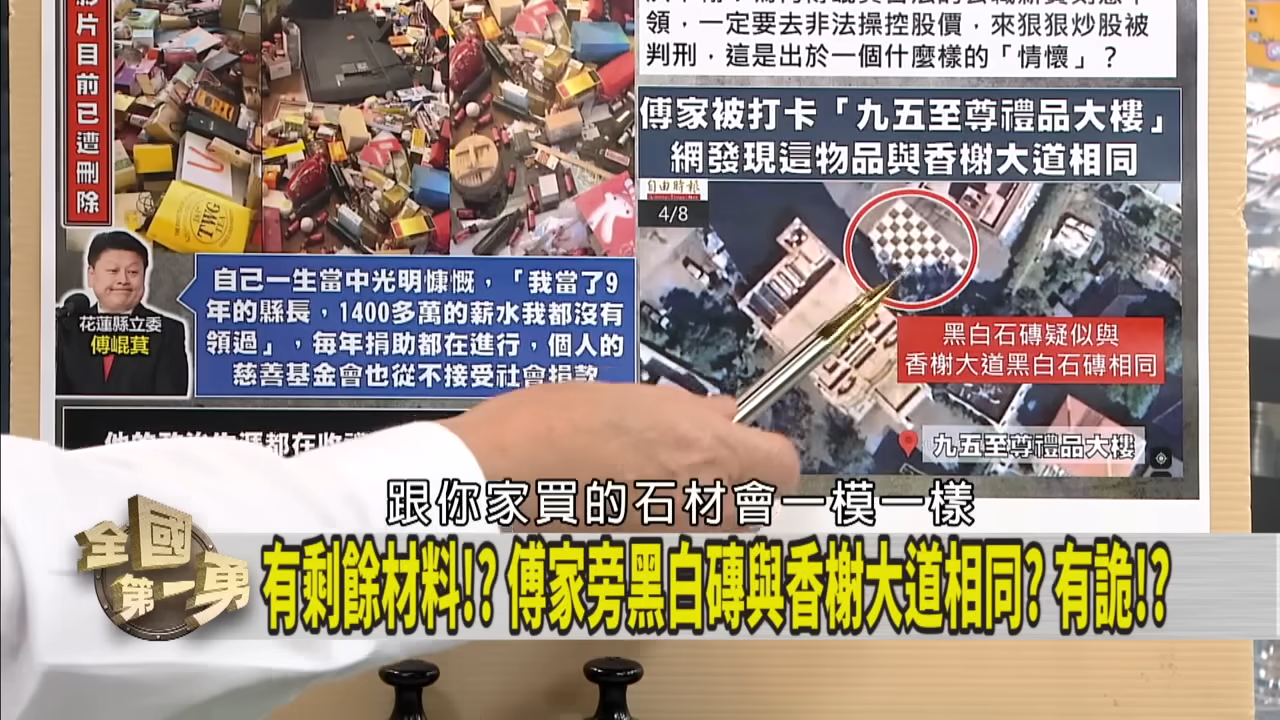 影片目前已遭刪除
領，一定要去非法操控股價，來狠狠炒股被
判刑，這是出於一個什麼樣的「情懷」？
傅家被打卡「九五至尊禮品大樓」
網發現這物品與香榭大道相同
自由時報
4/8
TWG
TEA
自己一生當中光明慷慨，「我當了9
年的縣長，1400多萬的薪水我都沒有
領過」，每年捐助都在進行，個人的
慈善基金會也從不接受社會捐款
花蓮縣立委
傅崐萁
黑白石磚疑似與
香榭大道黑白石磚相同
九五至尊禮品大樓
跟你家買的石材會一模一樣
全國第一勇
有剩餘材料!? 傅家旁黑白磚與香榭大道相同? 有詭!?